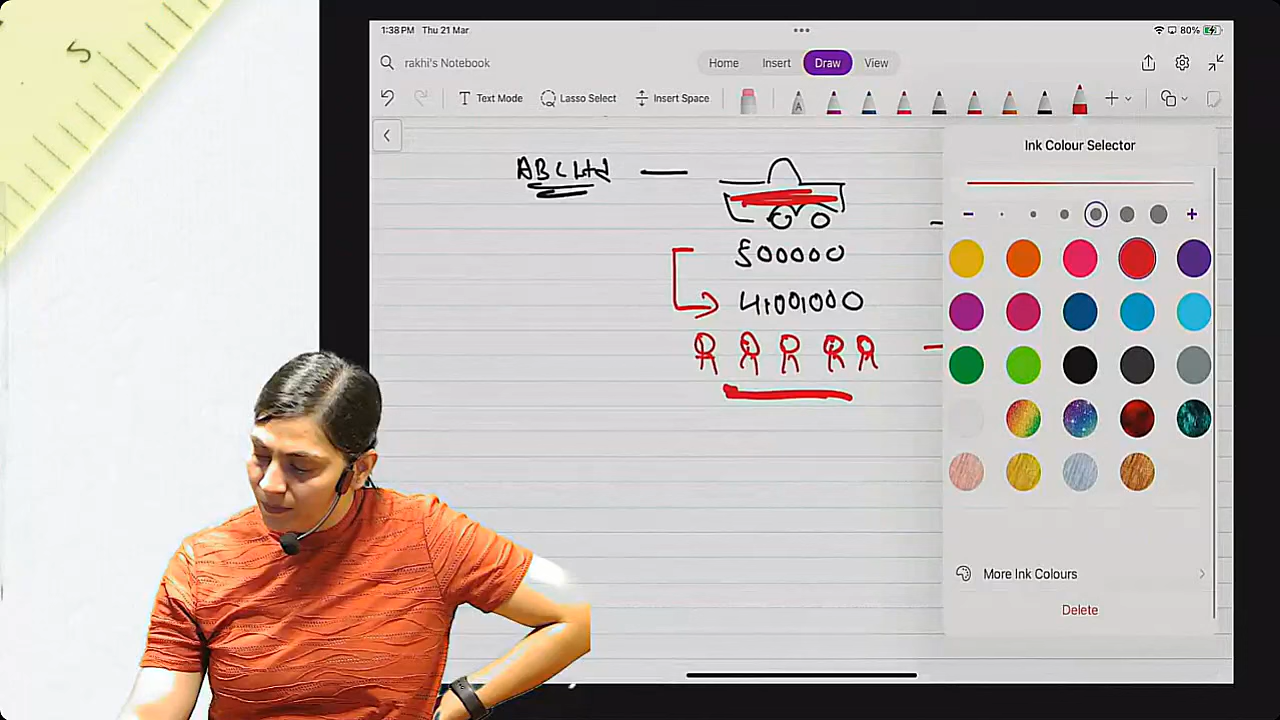 5
1:38 PM Thu 21 Mar
80%
rakhi's Notebook
Home Insert Draw View
Text Mode Lasso Select Insert Space
A
ABC Ltd
Ink Colour Selector
500000
4,00,000
More Ink Colours
Delete